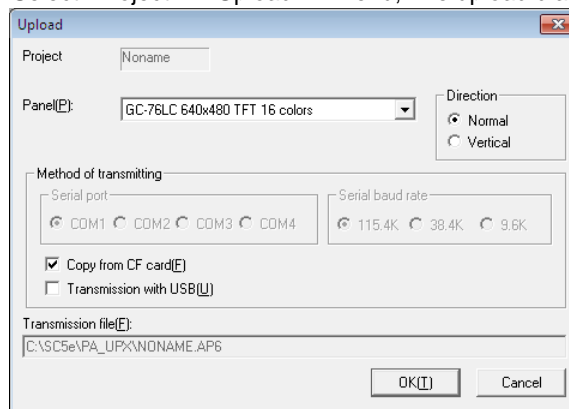 Upload
Project Noname
Panel(P): GC-76LC 640x480 TFT 16 colors
Direction
Normal
Vertical
Method of transmitting
Serial port
COM1 COM2 COM3 COM4
Serial baud rate
115.4K 38.4K 9.6K
Copy from CF card(F)
Transmission with USB(U)
Transmission file(F):
C:\SC5e\PA_UPX\NONAME.AP6
OK(T) Cancel